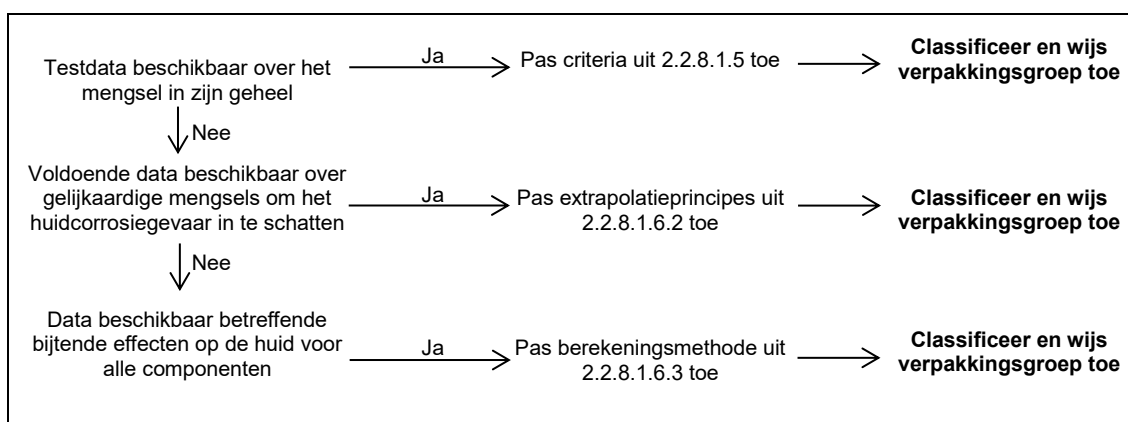 Testdata beschikbaar over het
mengsel in zijn geheel
Ja
Pas criteria uit 2.2.8.1.5 toe
Classificeer en wijs
verpakkingsgroep toe
Nee
Voldoende data beschikbaar over
gelijkaardige mengsels om het
huidcorrosiegevaar in te schatten
Ja
Pas extrapolatieprincipes uit
2.2.8.1.6.2 toe
Classificeer en wijs
verpakkingsgroep toe
Nee
Data beschikbaar betreffende
bijtende effecten op de huid voor
alle componenten
Ja
Pas berekeningsmethode uit
2.2.8.1.6.3 toe
Classificeer en wijs
verpakkingsgroep toe